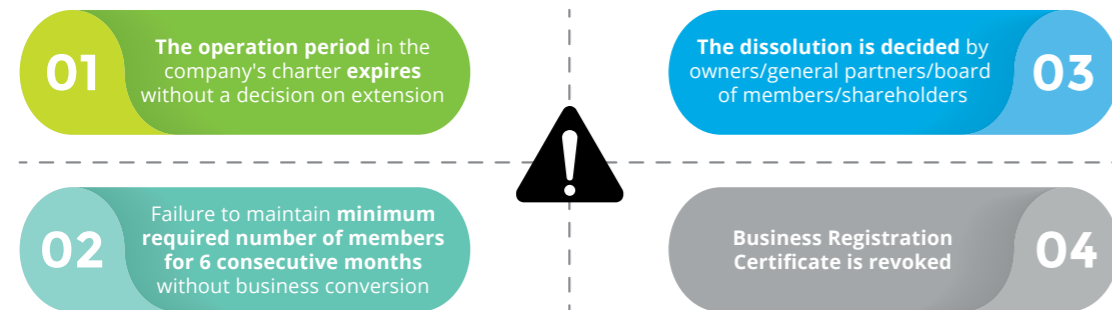 01
The operation period in the
company's charter expires
without a decision on extension
02
Failure to maintain minimum
required number of members
for 6 consecutive months
without business conversion
The dissolution is decided by
owners/general partners/board
of members/shareholders
03
Business Registration
Certificate is revoked
04